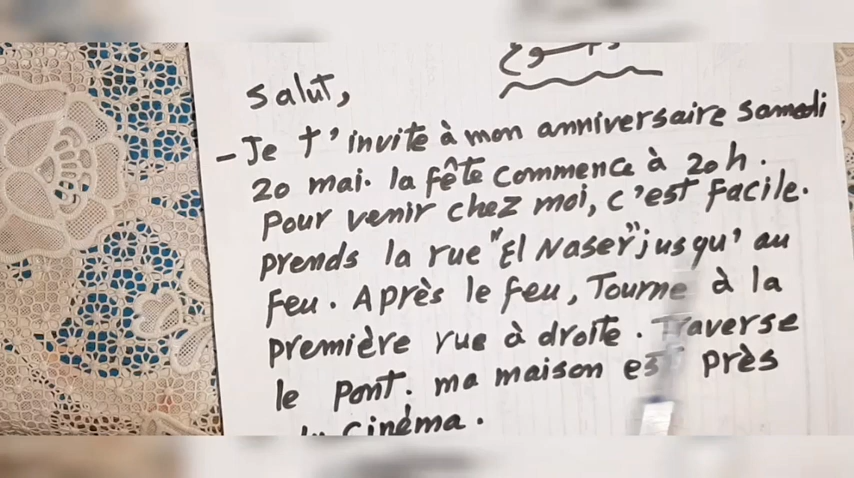 Salut,
- Je t'invite à mon anniversaire samedi
20 mai. la fête commence à 20h.
Pour venir chez moi, c'est facile.
prends la rue "El Naser" jusqu'au
feu. Après le feu, Tourne à la
première rue à droite. Traverse
le pont. ma maison est près
du cinéma.